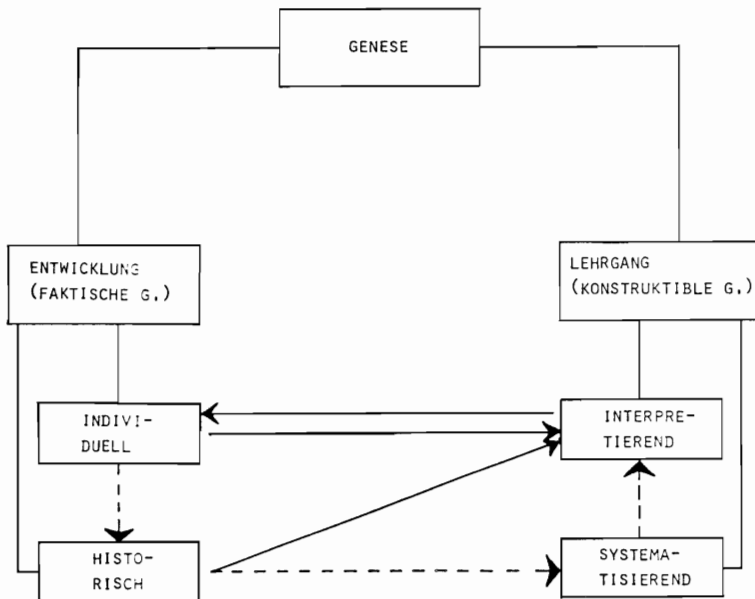 GENESE
ENTWICKLUNG
(FAKTISCHE G.)
LEHRGANG
(KONSTRUKTIBLE G.)
INDIVI-
DUELL
INTERPRE-
TIEREND
HISTO-
RISCH
SYSTEMA-
TISIEREND